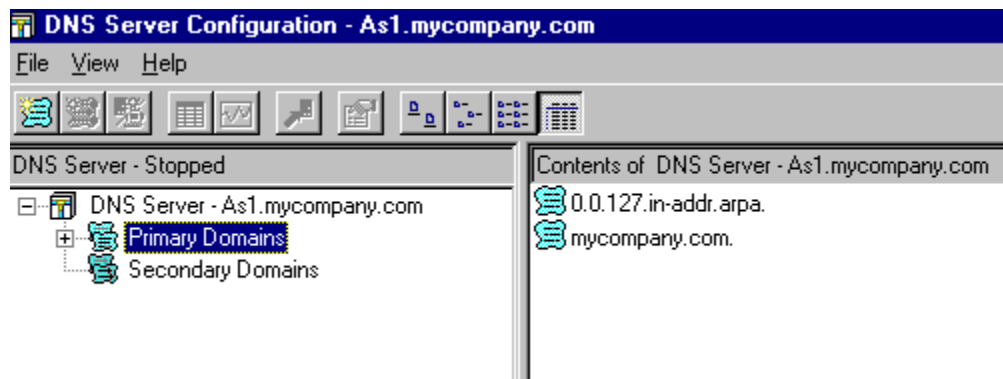 DNS Server Configuration - As1.mycompany.com
File View Help
DNS Server - Stopped
DNS Server - As1.mycompany.com
Primary Domains
Secondary Domains
Contents of DNS Server - As1.mycompany.com
0.0.127.in-addr.arpa.
mycompany.com.